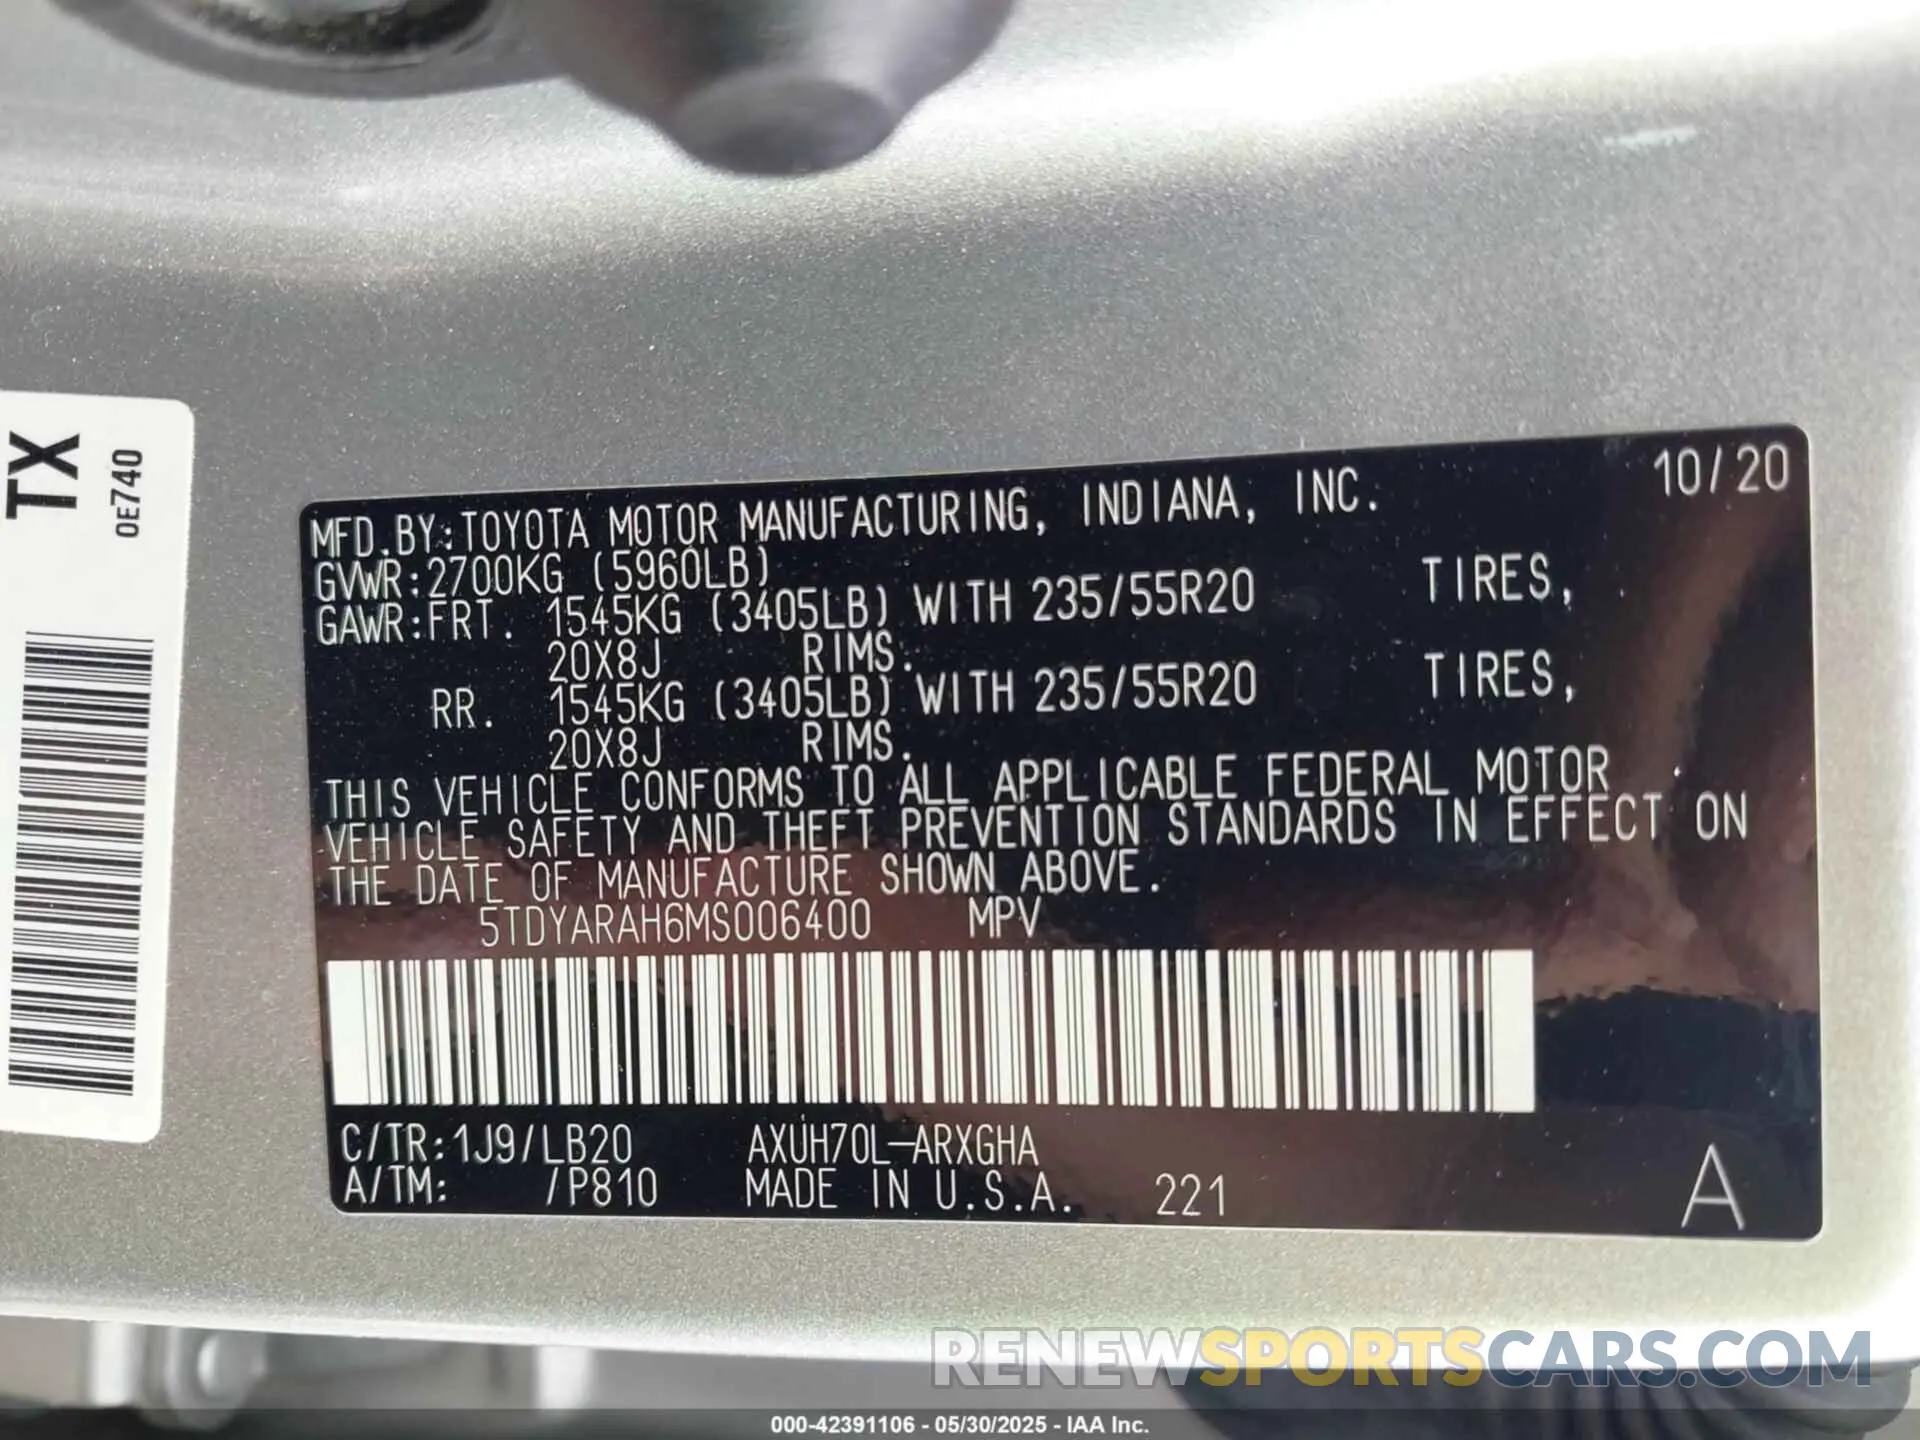 TX
0E740
10/20
MFD.BY:TOYOTA MOTOR MANUFACTURING, INDIANA, INC.
GVWR:2700KG (5960LB)
GAWR:FRT. 1545KG (3405LB) WITH 235/55R20 TIRES,
20X8J RIMS.
RR. 1545KG (3405LB) WITH 235/55R20 TIRES,
20X8J RIMS.
THIS VEHICLE CONFORMS TO ALL APPLICABLE FEDERAL MOTOR
VEHICLE SAFETY AND THEFT PREVENTION STANDARDS IN EFFECT ON
THE DATE OF MANUFACTURE SHOWN ABOVE.
5TDYARAH6MS006400 MPV
C/TR:1J9/LB20 AXUH70L-ARXGHA
A/TM: /P810 MADE IN U.S.A. 221 A
RENEWSPORTSCARS.COM
000-42391106 - 05/30/2025 - IAA Inc.